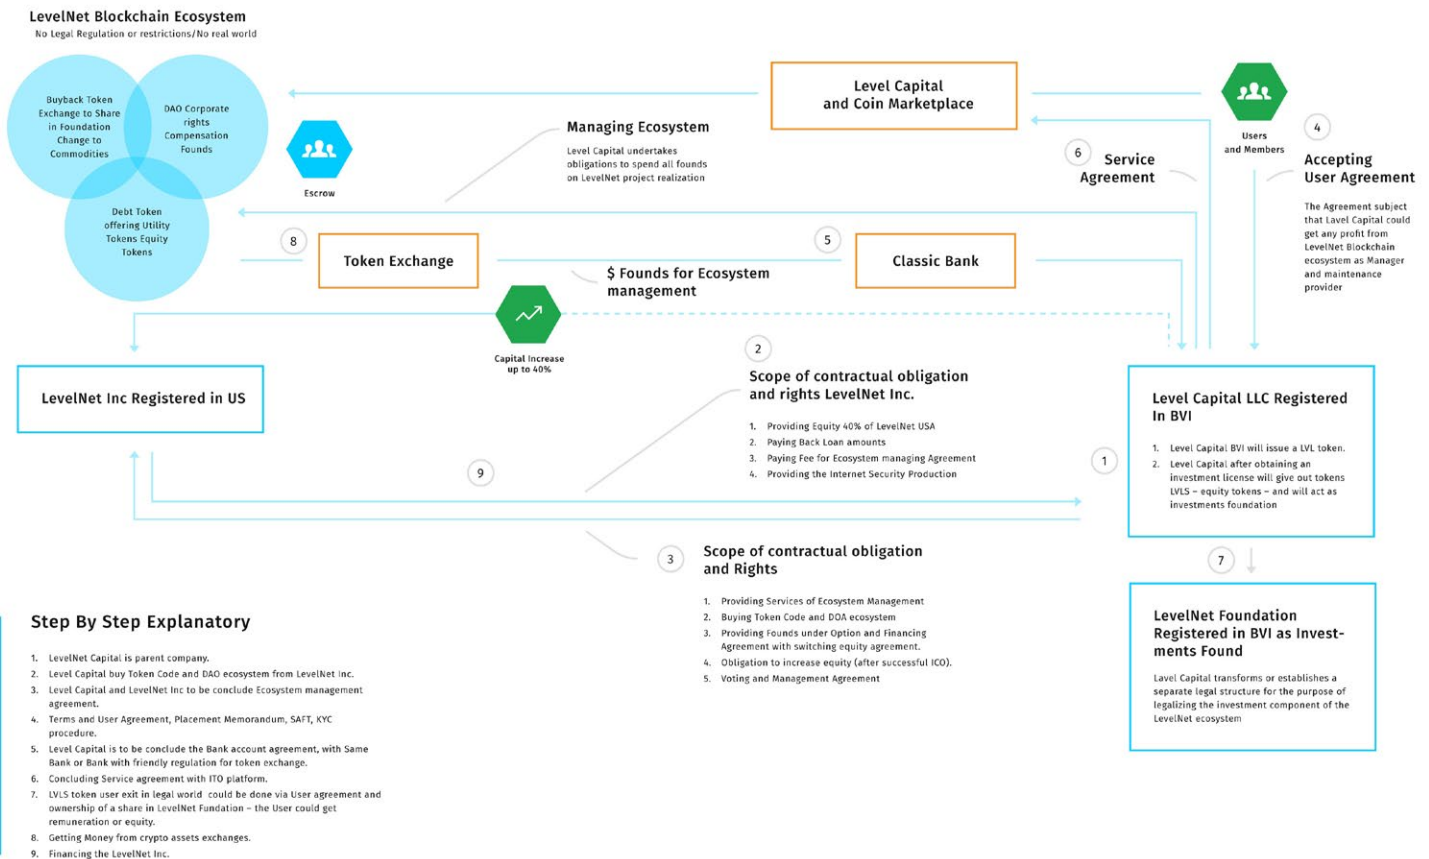 LevelNet Blockchain Ecosystem
No Legal Regulation or restrictions/No real world
Buyback Token
Exchange to Share
in Foundation
Change to
Commodities
DAO Corporate
rights
Compensation
Founds
Debt Token
offering Utility
Tokens Equity
Tokens
Escrow
Managing Ecosystem
Level Capital undertakes
obligations to spend all founds
on LevelNet project realization
Level Capital
and Coin Marketplace
Users
and Members
6
Service
Agreement
4
Accepting
User Agreement
The Agreement subject
that Lavel Capital could
get any profit from
LevelNet Blockchain
ecosystem as Manager
and maintenance
provider
8
Token Exchange
5
Classic Bank
$ Founds for Ecosystem
management
Capital Increase
up to 40%
LevelNet Inc Registered in US
2
Scope of contractual obligation
and rights LevelNet Inc.
1. Providing Equity 40% of LevelNet USA
2. Paying Back Loan amounts
3. Paying Fee for Ecosystem managing Agreement
4. Providing the Internet Security Production
1
Level Capital LLC Registered
In BVI
1. Level Capital BVI will issue a LVL token.
2. Level Capital after obtaining an
investment license will give out tokens
LVLS – equity tokens – and will act as
investments foundation
9
3
Scope of contractual obligation
and Rights
1. Providing Services of Ecosystem Management
2. Buying Token Code and DOA ecosystem
3. Providing Founds under Option and Financing
Agreement with switching equity agreement.
4. Obligation to increase equity (after successful ICO).
5. Voting and Management Agreement
7
LevelNet Foundation
Registered in BVI as Invest-
ments Found
Lavel Capital transforms or establishes a
separate legal structure for the purpose of
legalizing the investment component of the
LevelNet ecosystem
Step By Step Explanatory
1. LevelNet Capital is parent company.
2. Level Capital buy Token Code and DAO ecosystem from LevelNet Inc.
3. Level Capital and LevelNet Inc to be conclude Ecosystem management
agreement.
4. Terms and User Agreement, Placement Memorandum, SAFT, KYC
procedure.
5. Level Capital is to be conclude the Bank account agreement, with Same
Bank or Bank with friendly regulation for token exchange.
6. Concluding Service agreement with ITO platform.
7. LVLS token user exit in legal world could be done via User agreement and
ownership of a share in LevelNet Fundation – the User could get
remuneration or equity.
8. Getting Money from crypto assets exchanges.
9. Financing the LevelNet Inc.